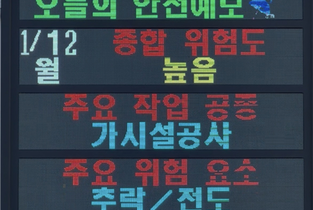 오늘의 안전예보
1/12 종합 위험도
월 높음
주요 작업 공종
가시설공사
주요 위험 요소
추락/전도